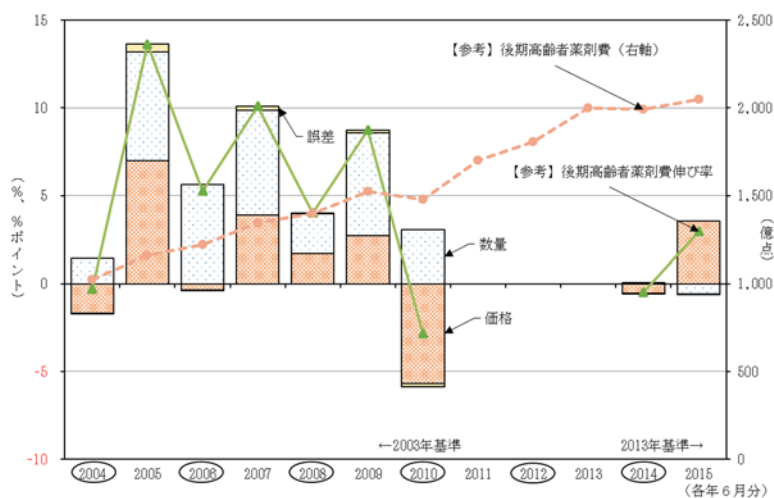 15
10
5
0
-5
-10
(%、%ポイント)
2,500
2,000
1,500
1,000
500
0
(億点)
【参考】後期高齢者薬剤費(右軸)
誤差
【参考】後期高齢者薬剤費伸び率
数量
価格
←2003年基準
2013年基準→
2004 2005 2006 2007 2008 2009 2010 2011 2012 2013 2014 2015
(各年6月分)